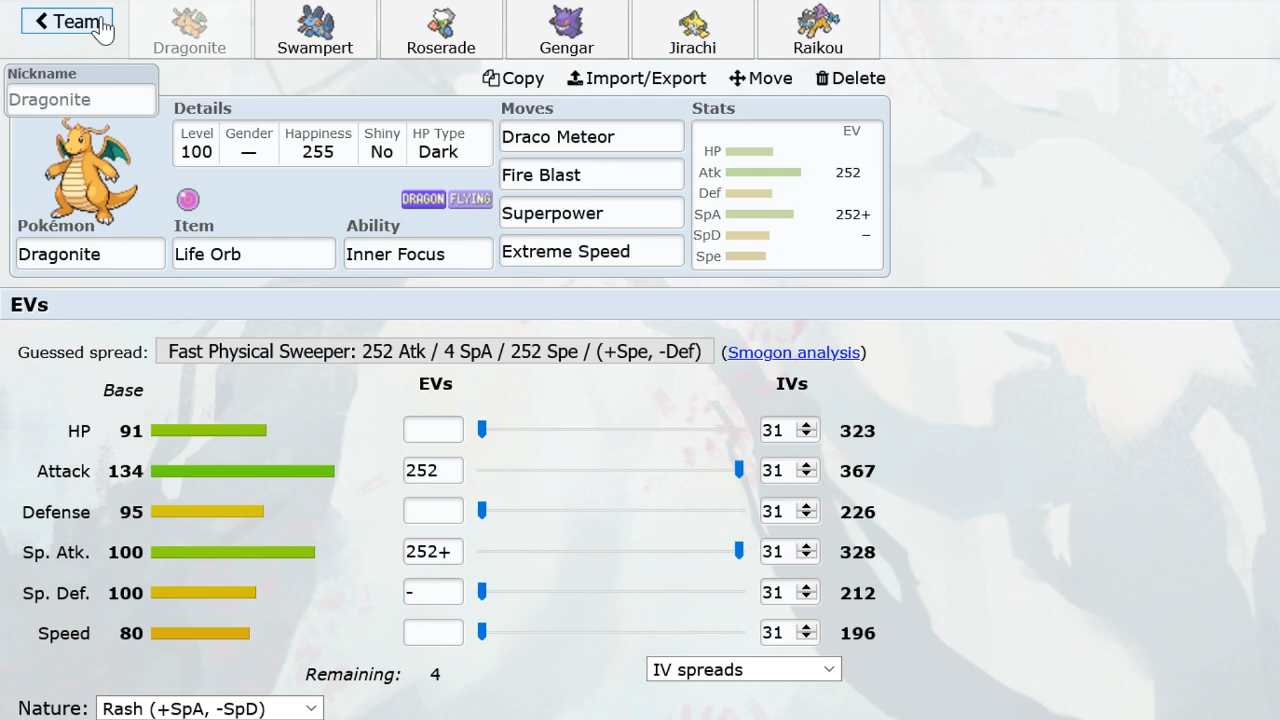 Team
Dragonite Swampert Roserade Gengar Jirachi Raikou
Copy Import/Export Move Delete
Nickname
Dragonite
Details
Level Gender Happiness Shiny HP Type
100 — 255 No Dark
DRAGON FLYING
Pokémon Item Ability
Dragonite Life Orb Inner Focus
Moves
Draco Meteor
Fire Blast
Superpower
Extreme Speed
Stats
EV
HP
Atk 252
Def
SpA 252+
SpD −
Spe
EVs
Guessed spread: Fast Physical Sweeper: 252 Atk / 4 SpA / 252 Spe / (+Spe, -Def) (Smogon analysis)
Base EVs IVs
HP 91 31 323
Attack 134 252 31 367
Defense 95 31 226
Sp. Atk. 100 252+ 31 328
Sp. Def. 100 - 31 212
Speed 80 31 196
Remaining: 4 IV spreads
Nature: Rash (+SpA, -SpD)